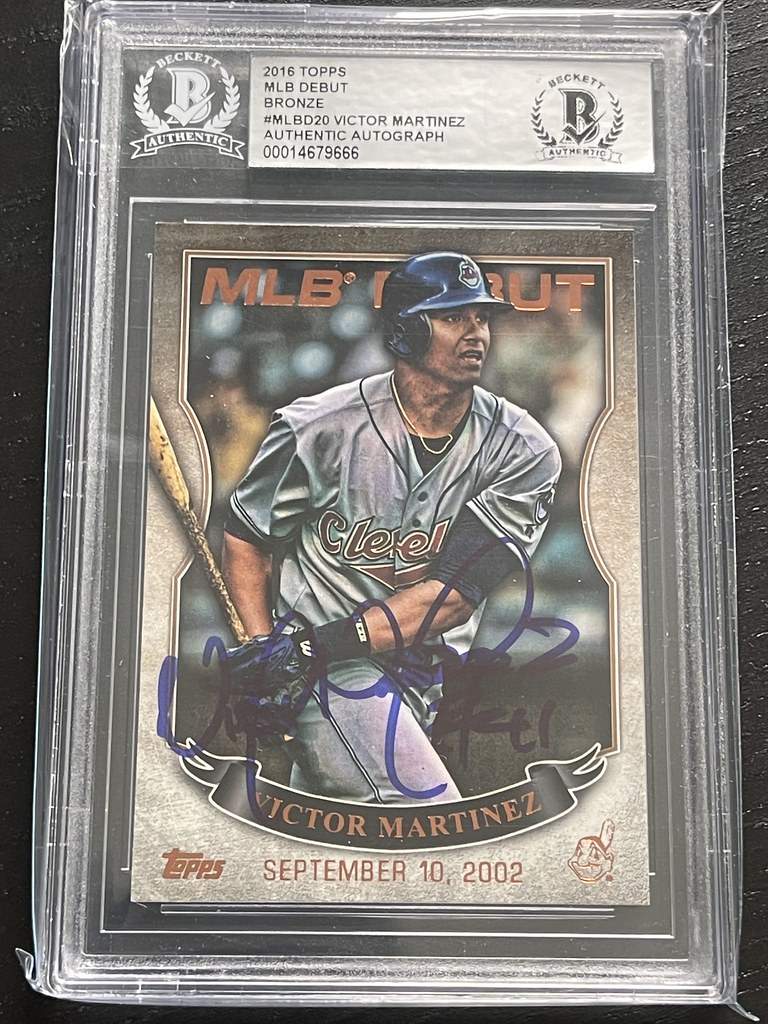 BECKETT
B
AUTHENTIC
2016 TOPPS
MLB DEBUT
BRONZE
#MLBD20 VICTOR MARTINEZ
AUTHENTIC AUTOGRAPH
00014679666
BECKETT
B
AUTHENTIC
MLB® D BUT
Clevel
VICTOR MARTINEZ
Topps
SEPTEMBER 10, 2002